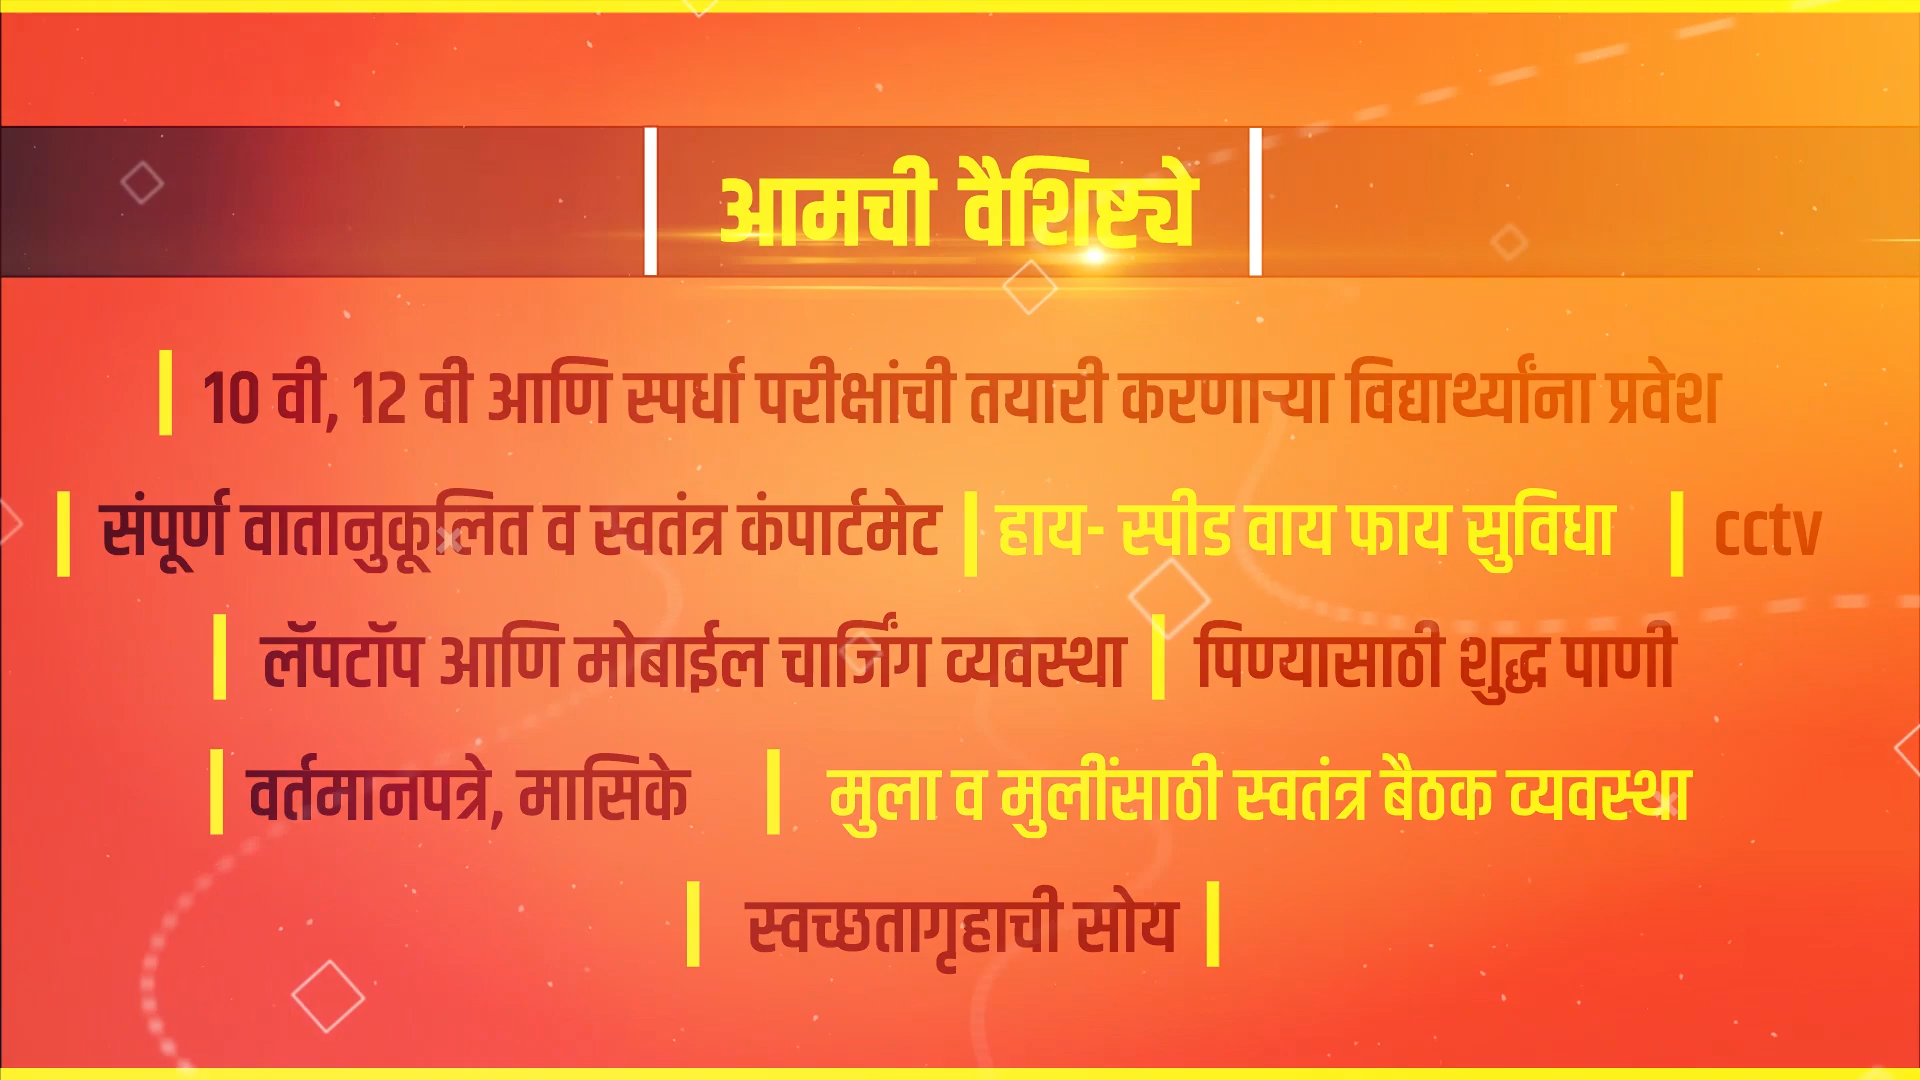 आमची वैशिष्ट्ये
10 वी, 12 वी आणि स्पर्धा परीक्षांची तयारी करणाऱ्या विद्यार्थ्यांना प्रवेश
संपूर्ण वातानुकूलित व स्वतंत्र कंपार्टमेट हाय- स्पीड वाय फाय सुविधा cctv
लॅपटॉप आणि मोबाईल चार्जिंग व्यवस्था पिण्यासाठी शुद्ध पाणी
वर्तमानपत्रे, मासिके मुला व मुलींसाठी स्वतंत्र बैठक व्यवस्था
स्वच्छतागृहाची सोय